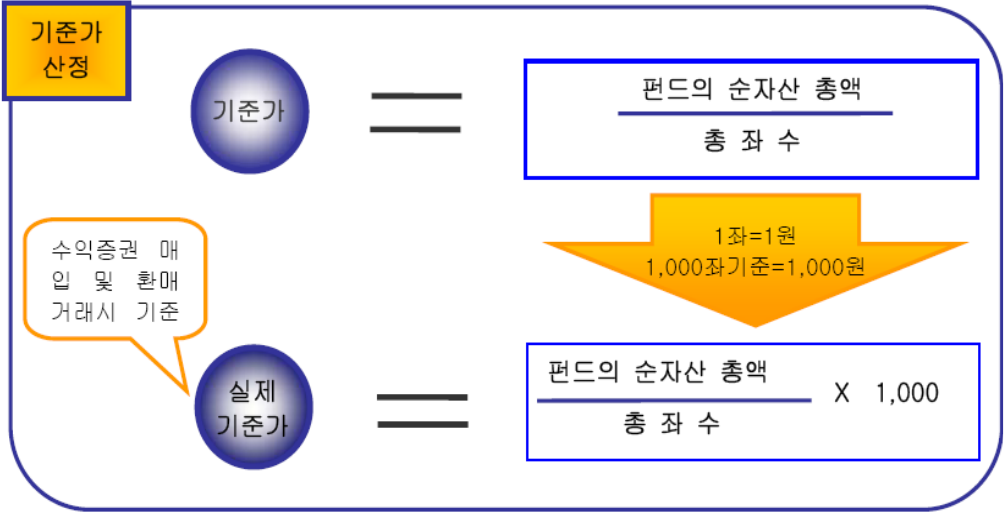 기준가
산정
기준가
펀드의 순자산 총액
총 좌 수
1좌=1원
1,000좌기준=1,000원
수익증권 매
입 및 환매
거래시 기준
실제
기준가
펀드의 순자산 총액
총 좌 수
X 1,000